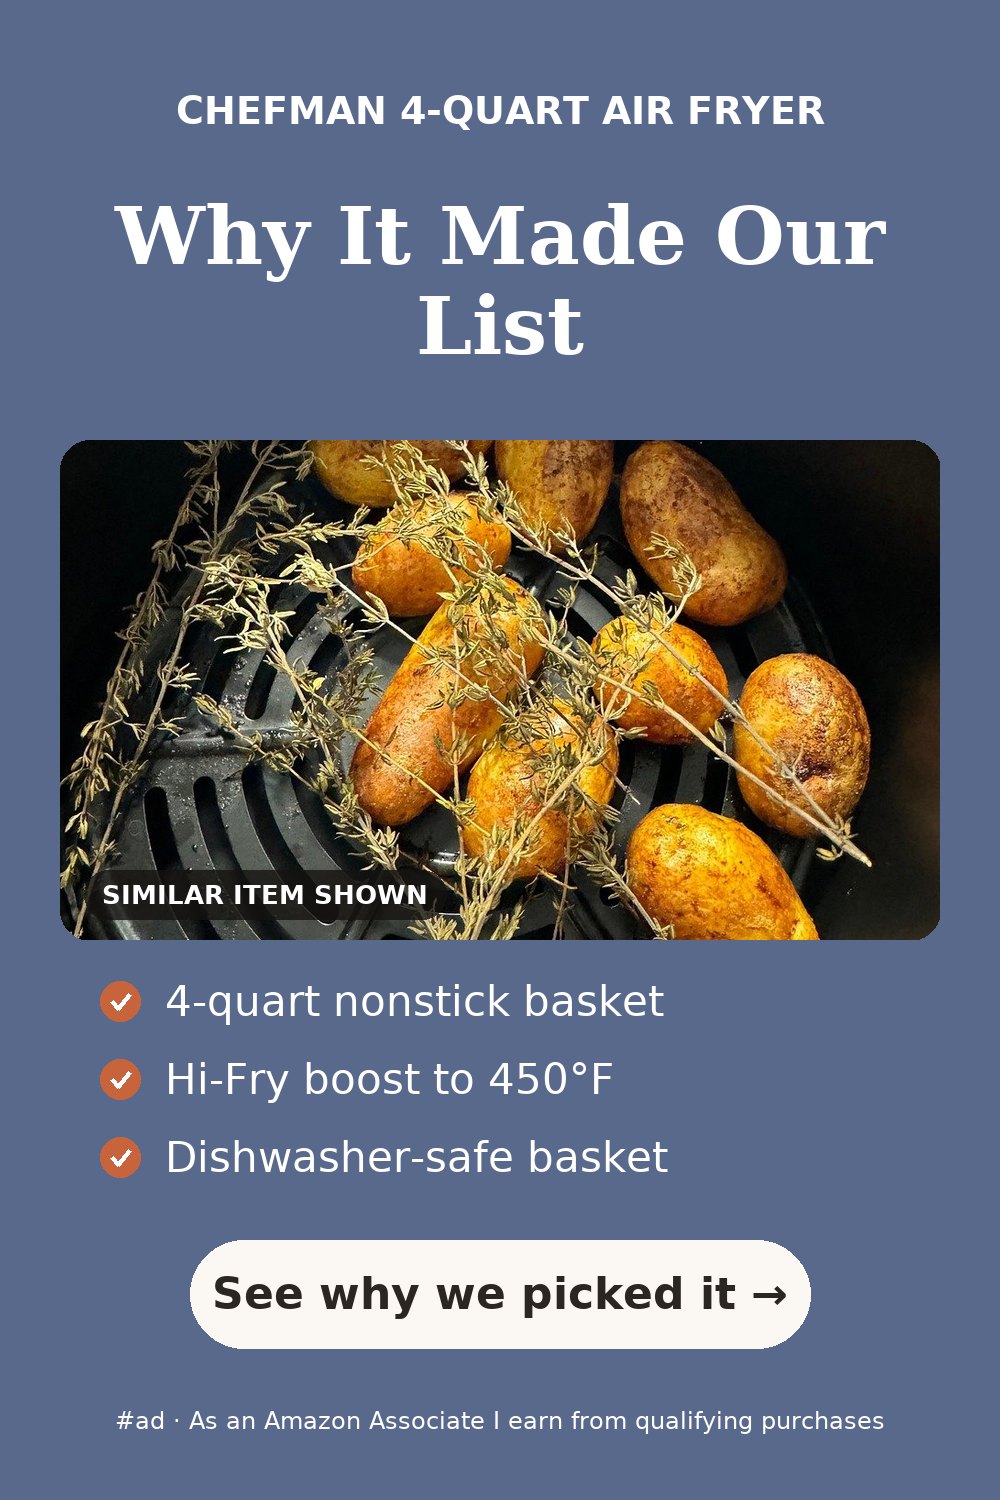 CHEFMAN 4-QUART AIR FRYER
Why It Made Our
List
SIMILAR ITEM SHOWN
4-quart nonstick basket
Hi-Fry boost to 450°F
Dishwasher-safe basket
See why we picked it →
#ad · As an Amazon Associate I earn from qualifying purchases